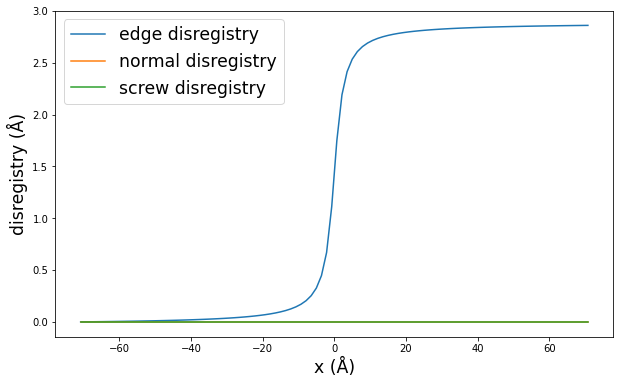 3.0
2.5
2.0
1.5
1.0
0.5
0.0
disregistry (Å)
edge disregistry
normal disregistry
screw disregistry
−60
−40
−20
0
20
40
60
x (Å)